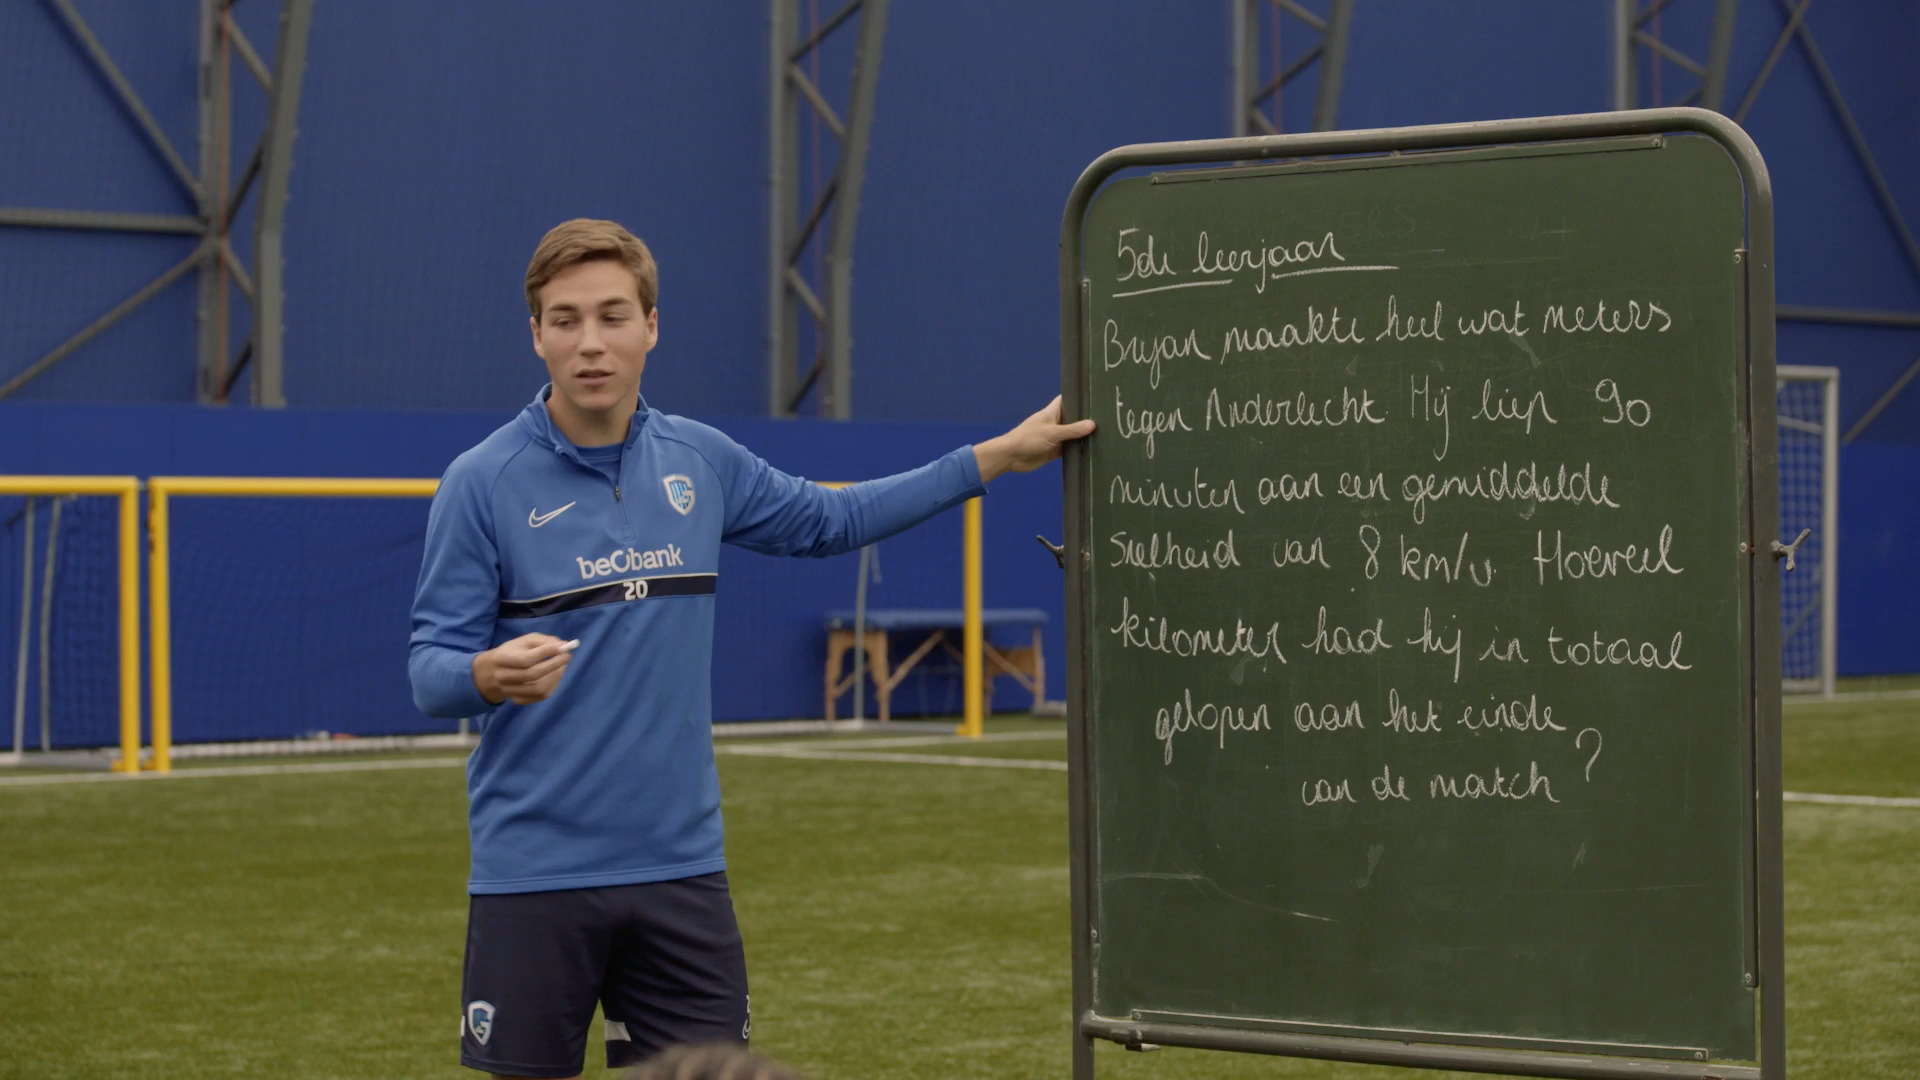 5de leerjaar
Bryan maakte heel wat meters
tegen Anderlecht. Hij liep 90
minuten aan een gemiddelde
snelheid van 8 km/u. Hoeveel
kilometer had hij in totaal
gelopen aan het einde
van de match?
beobank
20